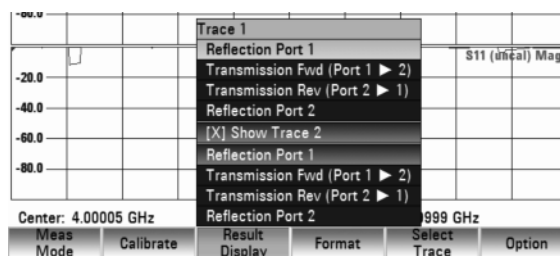 -80.0
Trace 1
Reflection Port 1
S11 (uncal) Mag
Transmission Fwd (Port 1 ► 2)
-20.0
Transmission Rev (Port 2 ► 1)
-40.0
Reflection Port 2
[X] Show Trace 2
-60.0
Reflection Port 1
-80.0
Transmission Fwd (Port 1 ► 2)
Transmission Rev (Port 2 ► 1)
Reflection Port 2
Center: 4.00005 GHz
9999 GHz
Meas Mode
Calibrate
Result Display
Format
Select Trace
Option